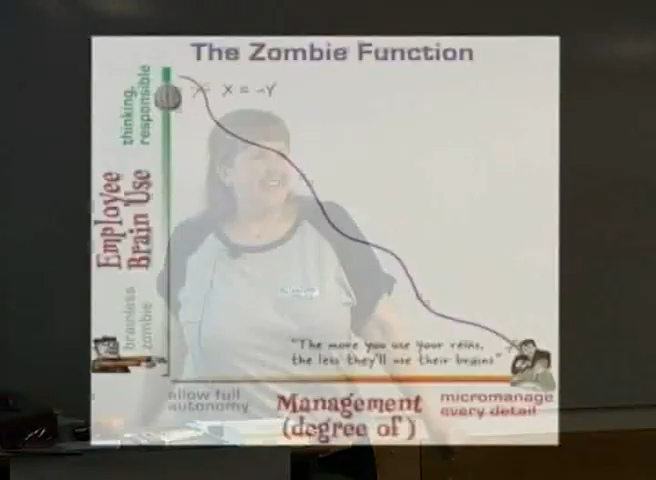 The Zombie Function
X = -Y
thinking,
responsible
Employee
Brain Use
brainless
zombie
"The more you use your reins,
the less they'll use their brains"
allow full
autonomy
Management
(degree of )
micromanage
every detail